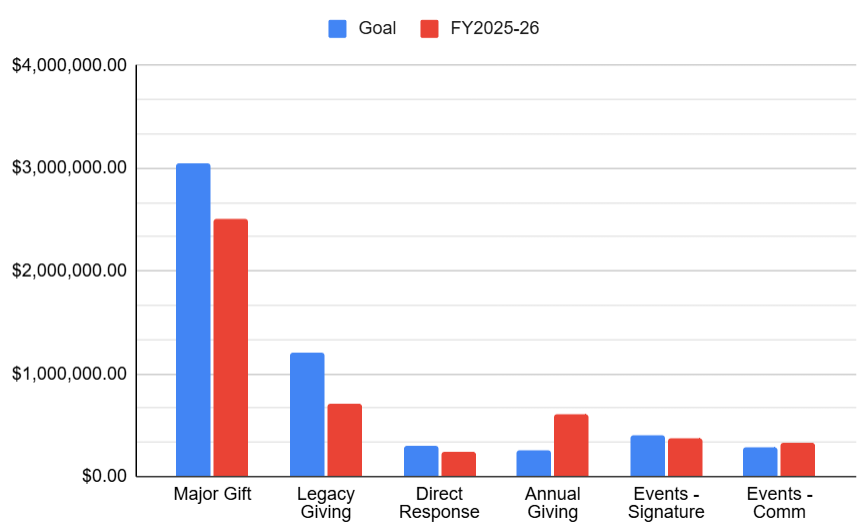 Goal FY2025-26
$4,000,000.00
$3,000,000.00
$2,000,000.00
$1,000,000.00
$0.00
Major Gift Legacy Direct Annual Events - Events -
Giving Response Giving Signature Comm